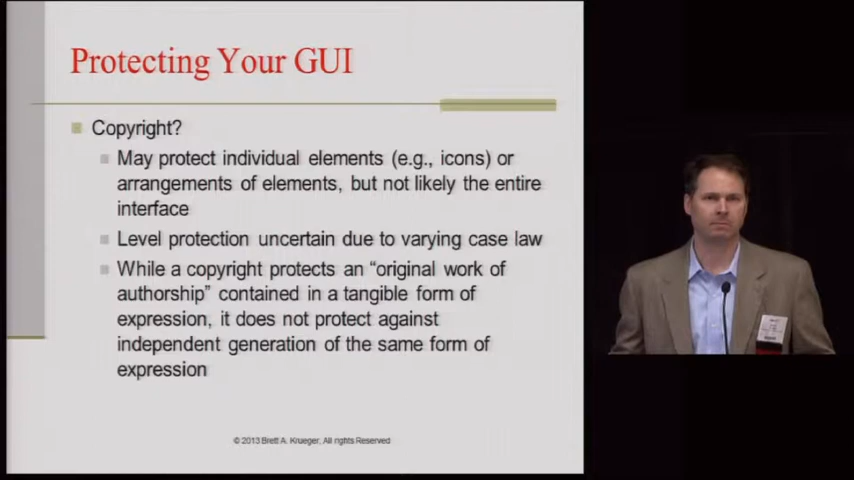 Protecting Your GUI
Copyright?
May protect individual elements (e.g., icons) or
arrangements of elements, but not likely the entire
interface
Level protection uncertain due to varying case law
While a copyright protects an “original work of
authorship” contained in a tangible form of
expression, it does not protect against
independent generation of the same form of
expression
© 2013 Brett A. Krueger, All rights Reserved